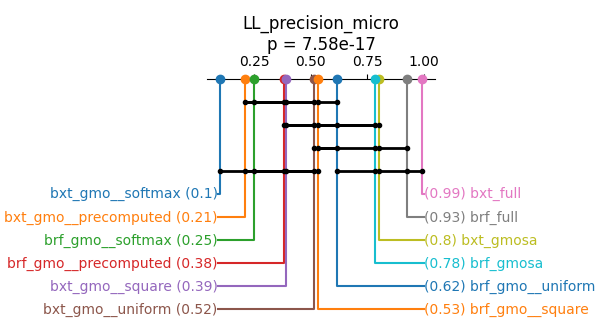 LL_precision_micro
p = 7.58e-17
0.25 0.50 0.75 1.00
bxt_gmo__softmax (0.1) (0.99) bxt_full
bxt_gmo__precomputed (0.21) (0.93) brf_full
brf_gmo__softmax (0.25) (0.8) bxt_gmosa
brf_gmo__precomputed (0.38) (0.78) brf_gmosa
bxt_gmo__square (0.39) (0.62) brf_gmo__uniform
bxt_gmo__uniform (0.52) (0.53) brf_gmo__square